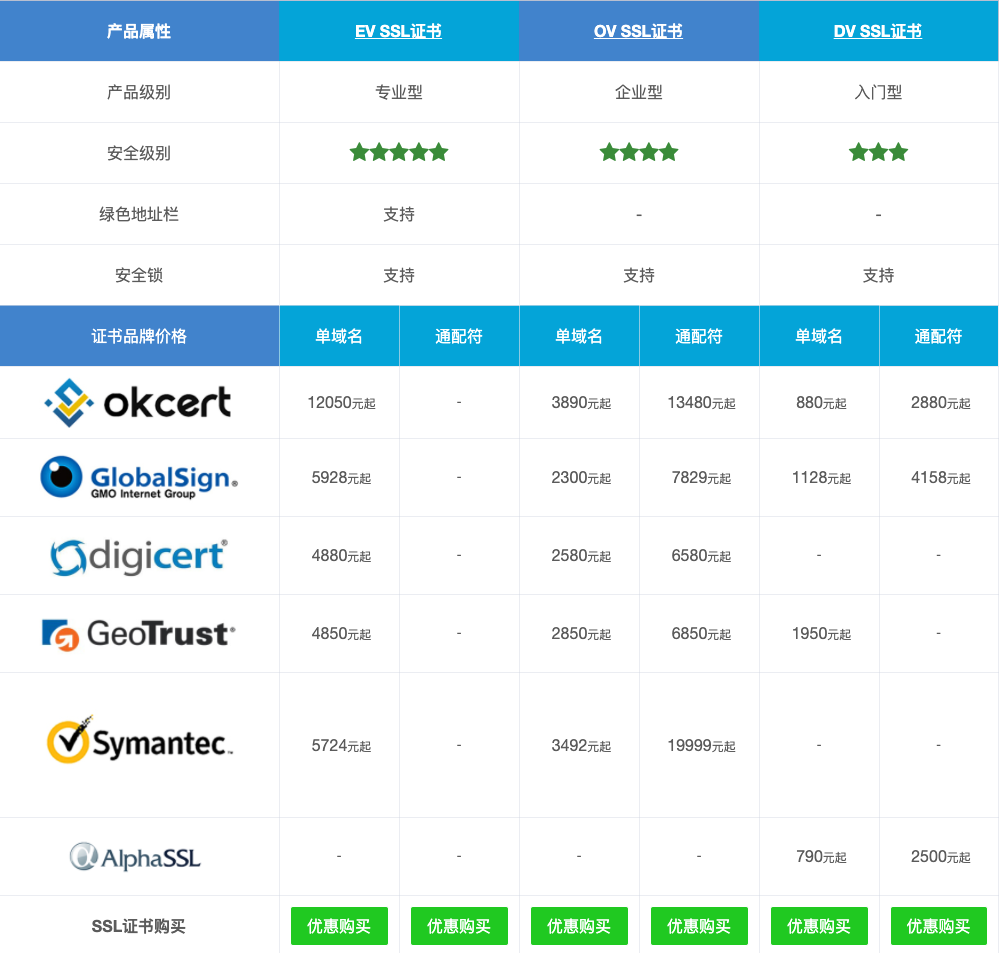 产品属性 EV SSL证书 OV SSL证书 DV SSL证书
产品级别 专业型 企业型 入门型
安全级别
绿色地址栏 支持 - -
安全锁 支持 支持 支持
证书品牌价格 单域名 通配符 单域名 通配符 单域名 通配符
okcert 12050元起 - 3890元起 13480元起 880元起 2880元起
GlobalSign® 5928元起 - 2300元起 7829元起 1128元起 4158元起
GMO Internet Group
digicert® 4880元起 - 2580元起 6580元起 - -
GeoTrust® 4850元起 - 2850元起 6850元起 1950元起 -
Symantec™ 5724元起 - 3492元起 19999元起 - -
AlphaSSL - - - - 790元起 2500元起
SSL证书购买 优惠购买 优惠购买 优惠购买 优惠购买 优惠购买 优惠购买